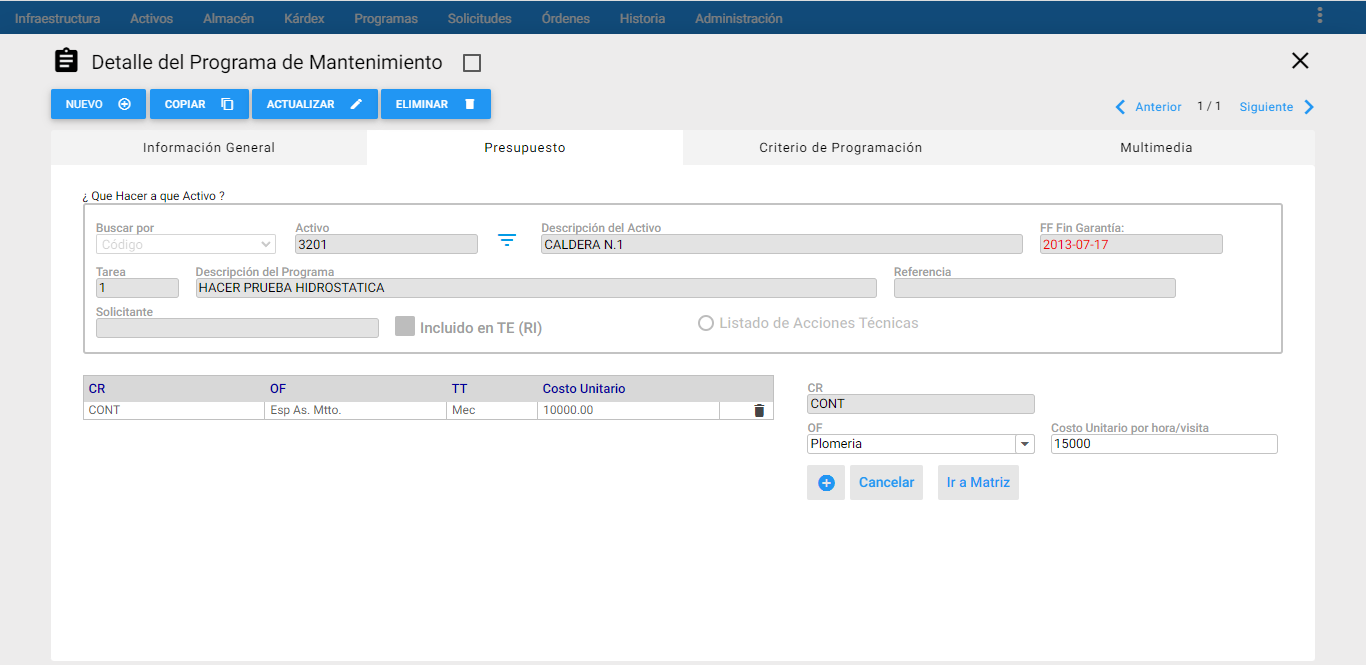 Infraestructura Activos Almacén Kárdex Programas Solicitudes Órdenes Historia Administración
Detalle del Programa de Mantenimiento
NUEVO COPIAR ACTUALIZAR ELIMINAR
Anterior 1 / 1 Siguiente
Información General Presupuesto Criterio de Programación Multimedia
¿ Que Hacer a que Activo ?
Buscar por Activo Descripción del Activo FF Fin Garantía:
Código 3201 CALDERA N.1 2013-07-17
Tarea Descripción del Programa Referencia
1 HACER PRUEBA HIDROSTATICA
Solicitante
Incluido en TE (RI) Listado de Acciones Técnicas
CR OF TT Costo Unitario
CONT Esp As. Mtto. Mec 10000.00
CR
CONT
OF Costo Unitario por hora/visita
Plomeria 15000
Cancelar Ir a Matriz